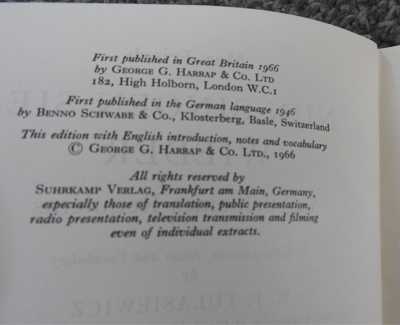 First published in Great Britain 1966
by GEORGE G. HARRAP & CO. LTD
182, High Holborn, London W.C.1
First published in the German language 1946
by BENNO SCHWABE & CO., Klosterberg, Basle, Switzerland
This edition with English introduction, notes and vocabulary
© GEORGE G. HARRAP & CO. LTD., 1966
All rights reserved by
SUHRKAMP VERLAG, Frankfurt am Main, Germany,
especially those of translation, public presentation,
radio presentation, television transmission and filming
even of individual extracts.